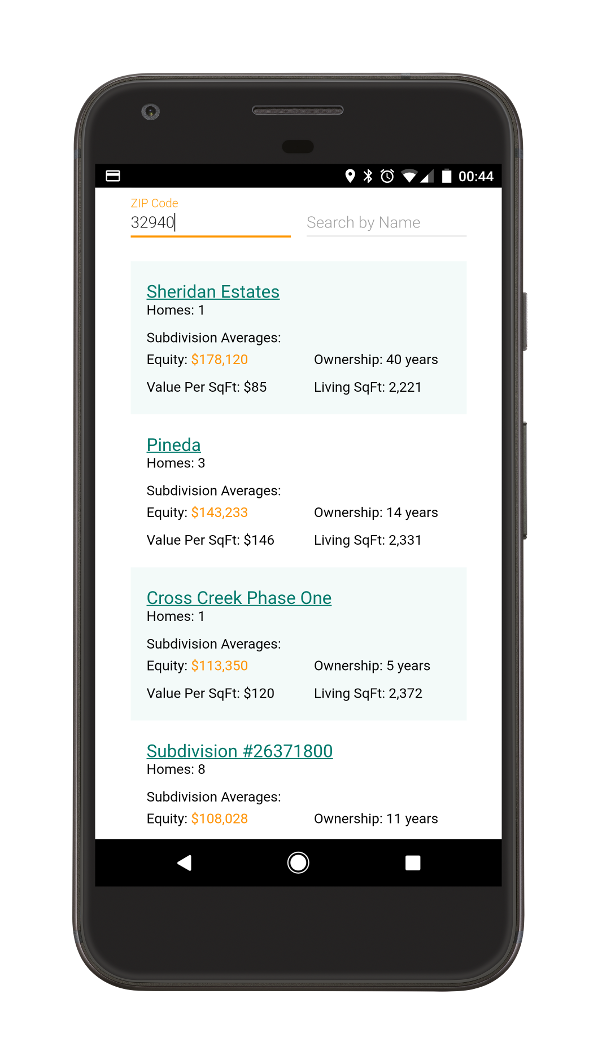 00:44
ZIP Code
32940
Search by Name
Sheridan Estates
Homes: 1
Subdivision Averages:
Equity: $178,120 Ownership: 40 years
Value Per SqFt: $85 Living SqFt: 2,221
Pineda
Homes: 3
Subdivision Averages:
Equity: $143,233 Ownership: 14 years
Value Per SqFt: $146 Living SqFt: 2,331
Cross Creek Phase One
Homes: 1
Subdivision Averages:
Equity: $113,350 Ownership: 5 years
Value Per SqFt: $120 Living SqFt: 2,372
Subdivision #26371800
Homes: 8
Subdivision Averages:
Equity: $108,028 Ownership: 11 years